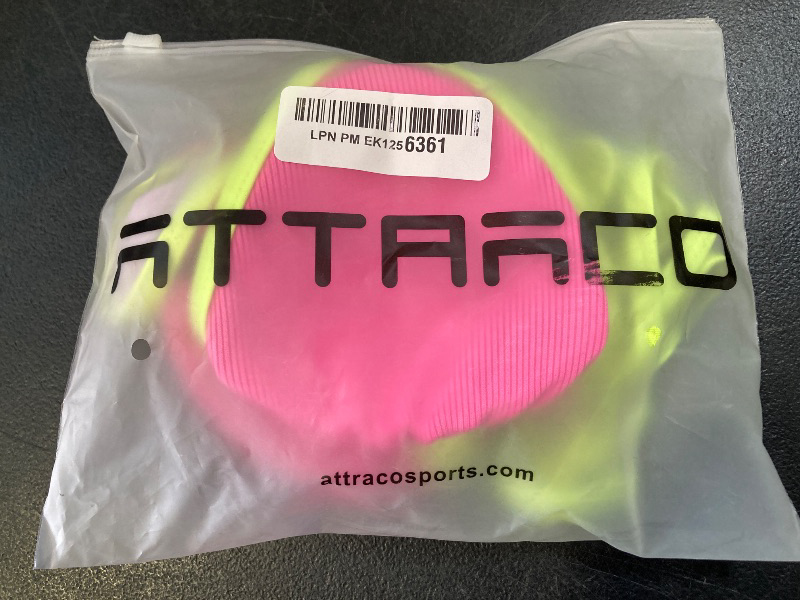 LPN PM EK1256361
ATTRACO
attracosports.com